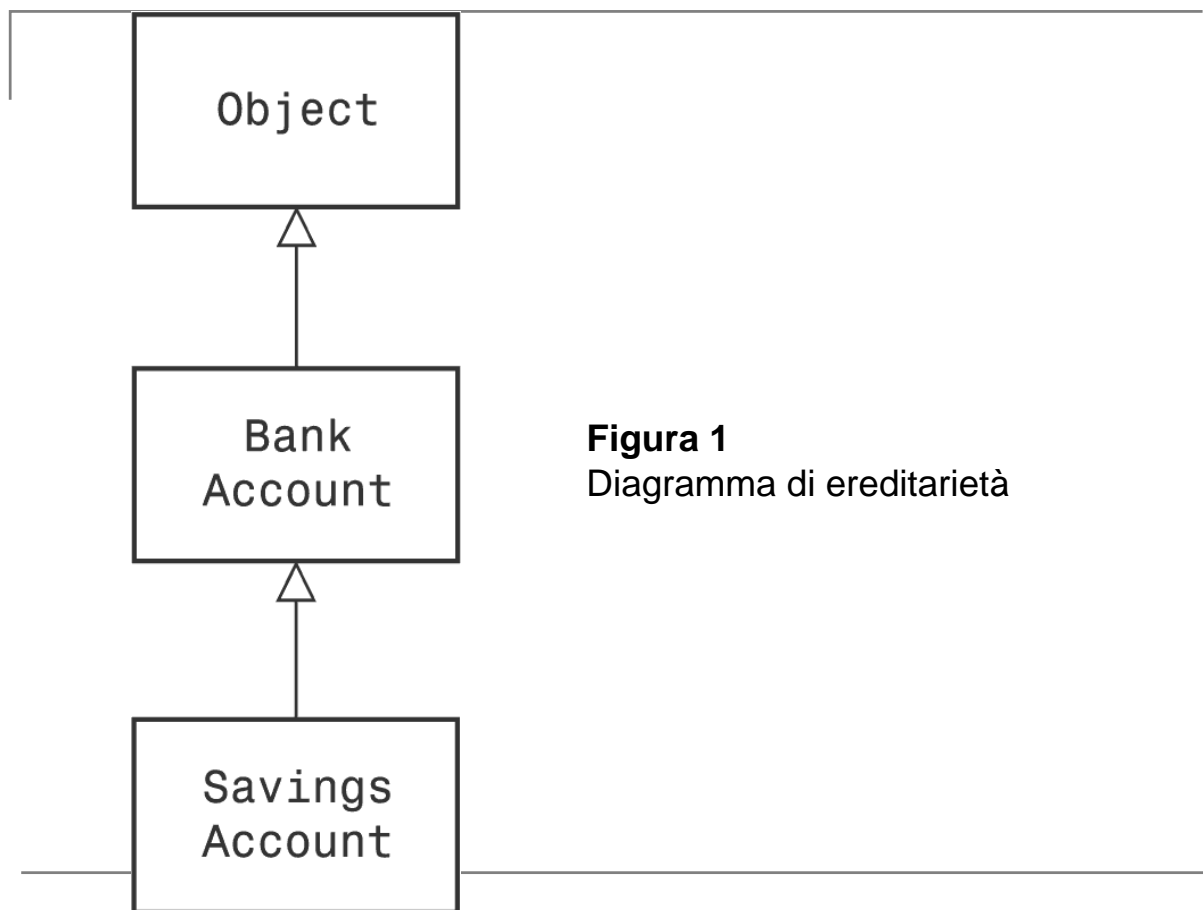 Object
Bank
Account
Figura 1
Diagramma di ereditarietà
Savings
Account